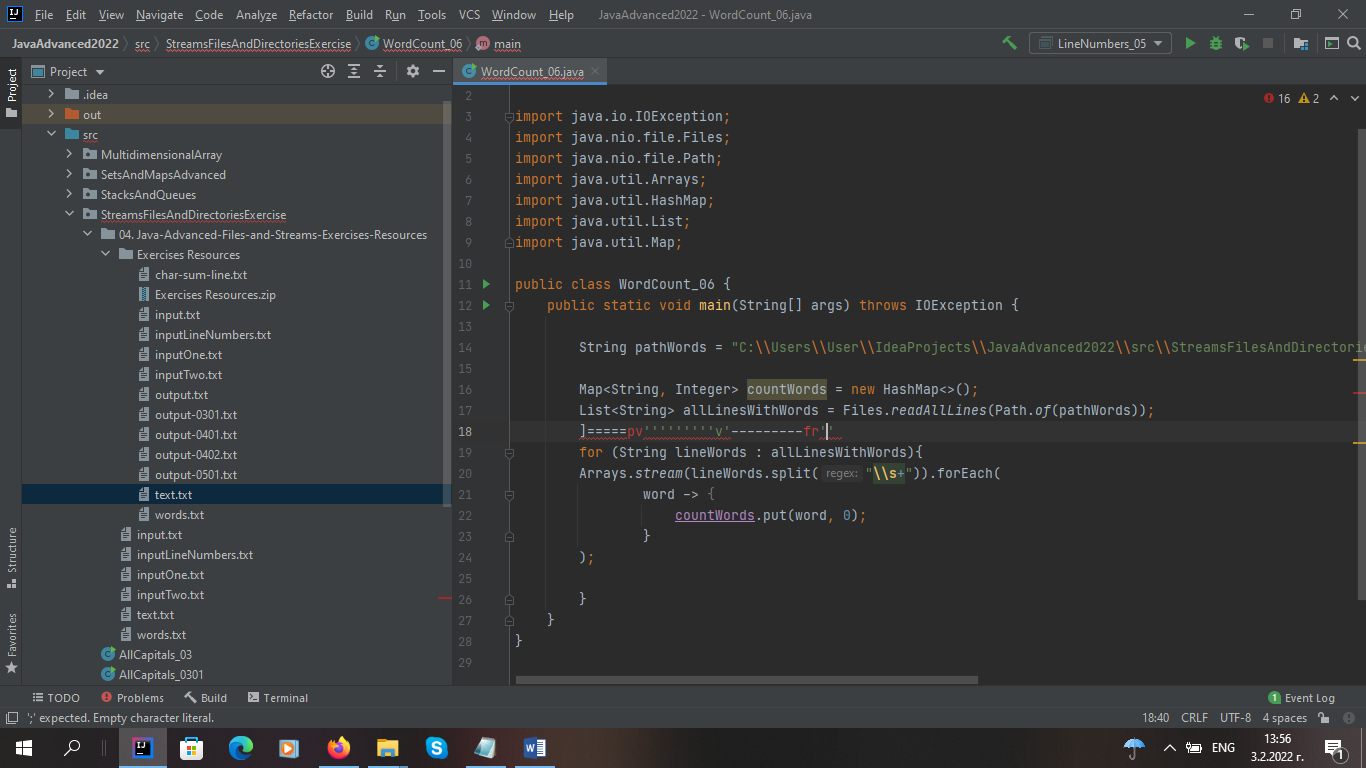 File Edit View Navigate Code Analyze Refactor Build Run Tools VCS Window Help JavaAdvanced2022 - WordCount_06.java
JavaAdvanced2022 src StreamsFilesAndDirectoriesExercise WordCount_06 main LineNumbers_05
Project
WordCount_06.java
.idea
out
src
MultidimensionalArray
SetsAndMapsAdvanced
StacksAndQueues
StreamsFilesAndDirectoriesExercise
04. Java-Advanced-Files-and-Streams-Exercises-Resources
Exercises Resources
char-sum-line.txt
Exercises Resources.zip
input.txt
inputLineNumbers.txt
inputOne.txt
inputTwo.txt
output.txt
output-0301.txt
output-0401.txt
output-0402.txt
output-0501.txt
text.txt
words.txt
input.txt
inputLineNumbers.txt
inputOne.txt
inputTwo.txt
text.txt
words.txt
AllCapitals_03
AllCapitals_0301
Project
Structure
Favorites
16 2
2
3 import java.io.IOException;
4 import java.nio.file.Files;
5 import java.nio.file.Path;
6 import java.util.Arrays;
7 import java.util.HashMap;
8 import java.util.List;
9 import java.util.Map;
10
11 public class WordCount_06 {
12 public static void main(String[] args) throws IOException {
13
14 String pathWords = "C:\\Users\\User\\IdeaProjects\\JavaAdvanced2022\\src\\StreamsFilesAndDirectorie
15
16 Map<String, Integer> countWords = new HashMap<>();
17 List<String> allLinesWithWords = Files.readAllLines(Path.of(pathWords));
18 ]=====pv'''''''''v'---------fr''
19 for (String lineWords : allLinesWithWords){
20 Arrays.stream(lineWords.split( regex: "\\s+")).forEach(
21 word -> {
22 countWords.put(word, 0);
23 }
24 );
25
26 }
27 }
28 }
29
TODO Problems Build Terminal 1 Event Log
';' expected. Empty character literal. 18:40 CRLF UTF-8 4 spaces
ENG
13:56
3.2.2022 г.
1